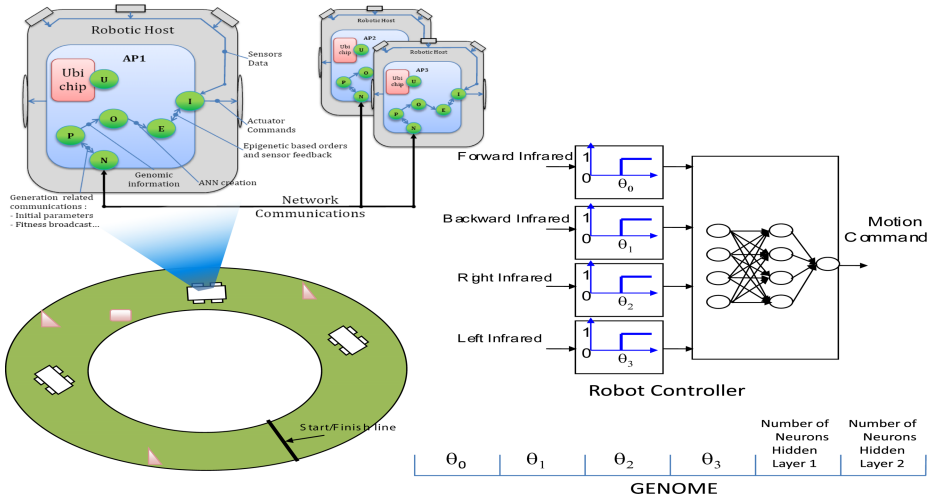 Robotic Host
AP1
Ubi
chip
U
I
O
E
P
N
Sensors
Data
Actuator
Commands
Epigenetic based orders
and sensor feedback
Genomic
information
ANN creation
Generation related
communications :
- Initial parameters
- Fitness broadcast...
Network
Communications
Robotic Host
AP2
Ubi
chip
U
O
P
N
Robotic Host
AP3
Ubi
chip
U
I
O
E
P
N
Start/Finish line
Forward Infrared
1
0
Θ0
Backward Infrared
1
0
Θ1
Right Infrared
1
0
Θ2
Left Infrared
1
0
Θ3
Motion
Command
Robot Controller
Θ0
Θ1
Θ2
Θ3
Number of
Neurons
Hidden
Layer 1
Number of
Neurons
Hidden
Layer 2
GENOME